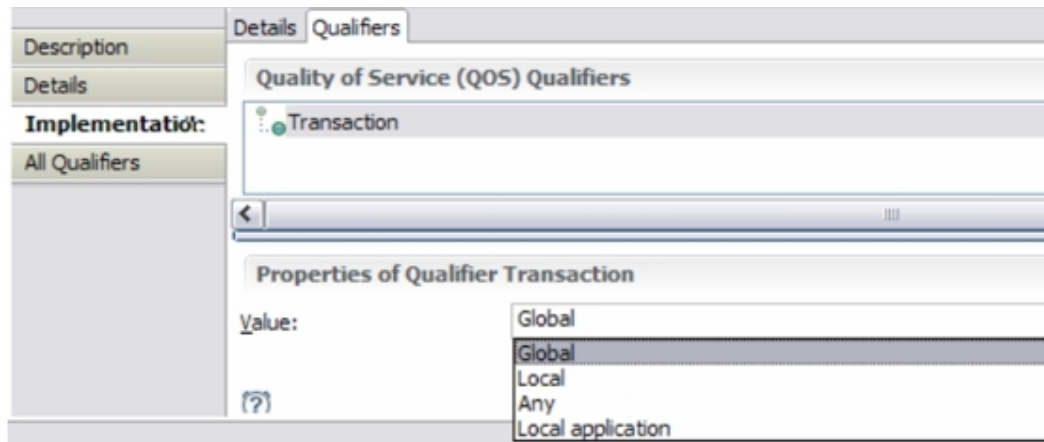 Description
Details
Implementation:
All Qualifiers
Details Qualifiers
Quality of Service (QOS) Qualifiers
Transaction
Properties of Qualifier Transaction
Value: Global
Global
Local
Any
Local application